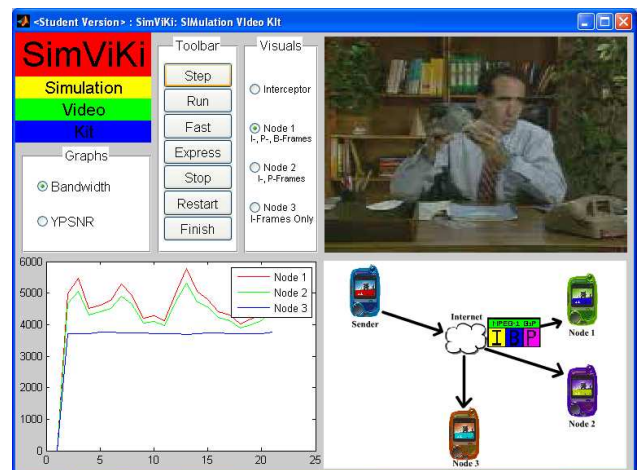 <Student Version> : SimViKi: SIMulation VIdeo KIt
SimViKi
Simulation
Video
Kit
Graphs
Bandwidth
YPSNR
Toolbar
Step
Run
Fast
Express
Stop
Restart
Finish
Visuals
Interceptor
Node 1
I-, P-, B-Frames
Node 2
I-, P-Frames
Node 3
I-Frames Only
6000
5000
4000
3000
2000
1000
0
0 5 10 15 20 25
Node 1
Node 2
Node 3
Sender
Internet
I B P
Node 1
Node 2
Node 3